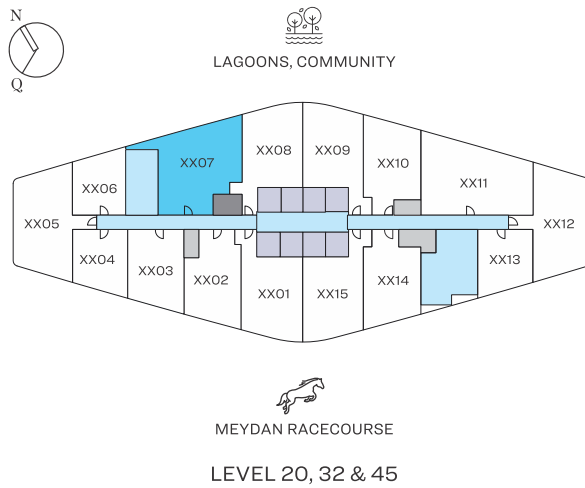 N
Q
LAGOONS, COMMUNITY
XX07
XX08
XX09
XX10
XX06
XX11
XX05
XX12
XX04
XX03
XX02
XX01
XX15
XX14
XX13
MEYDAN RACECOURSE
LEVEL 20, 32 & 45